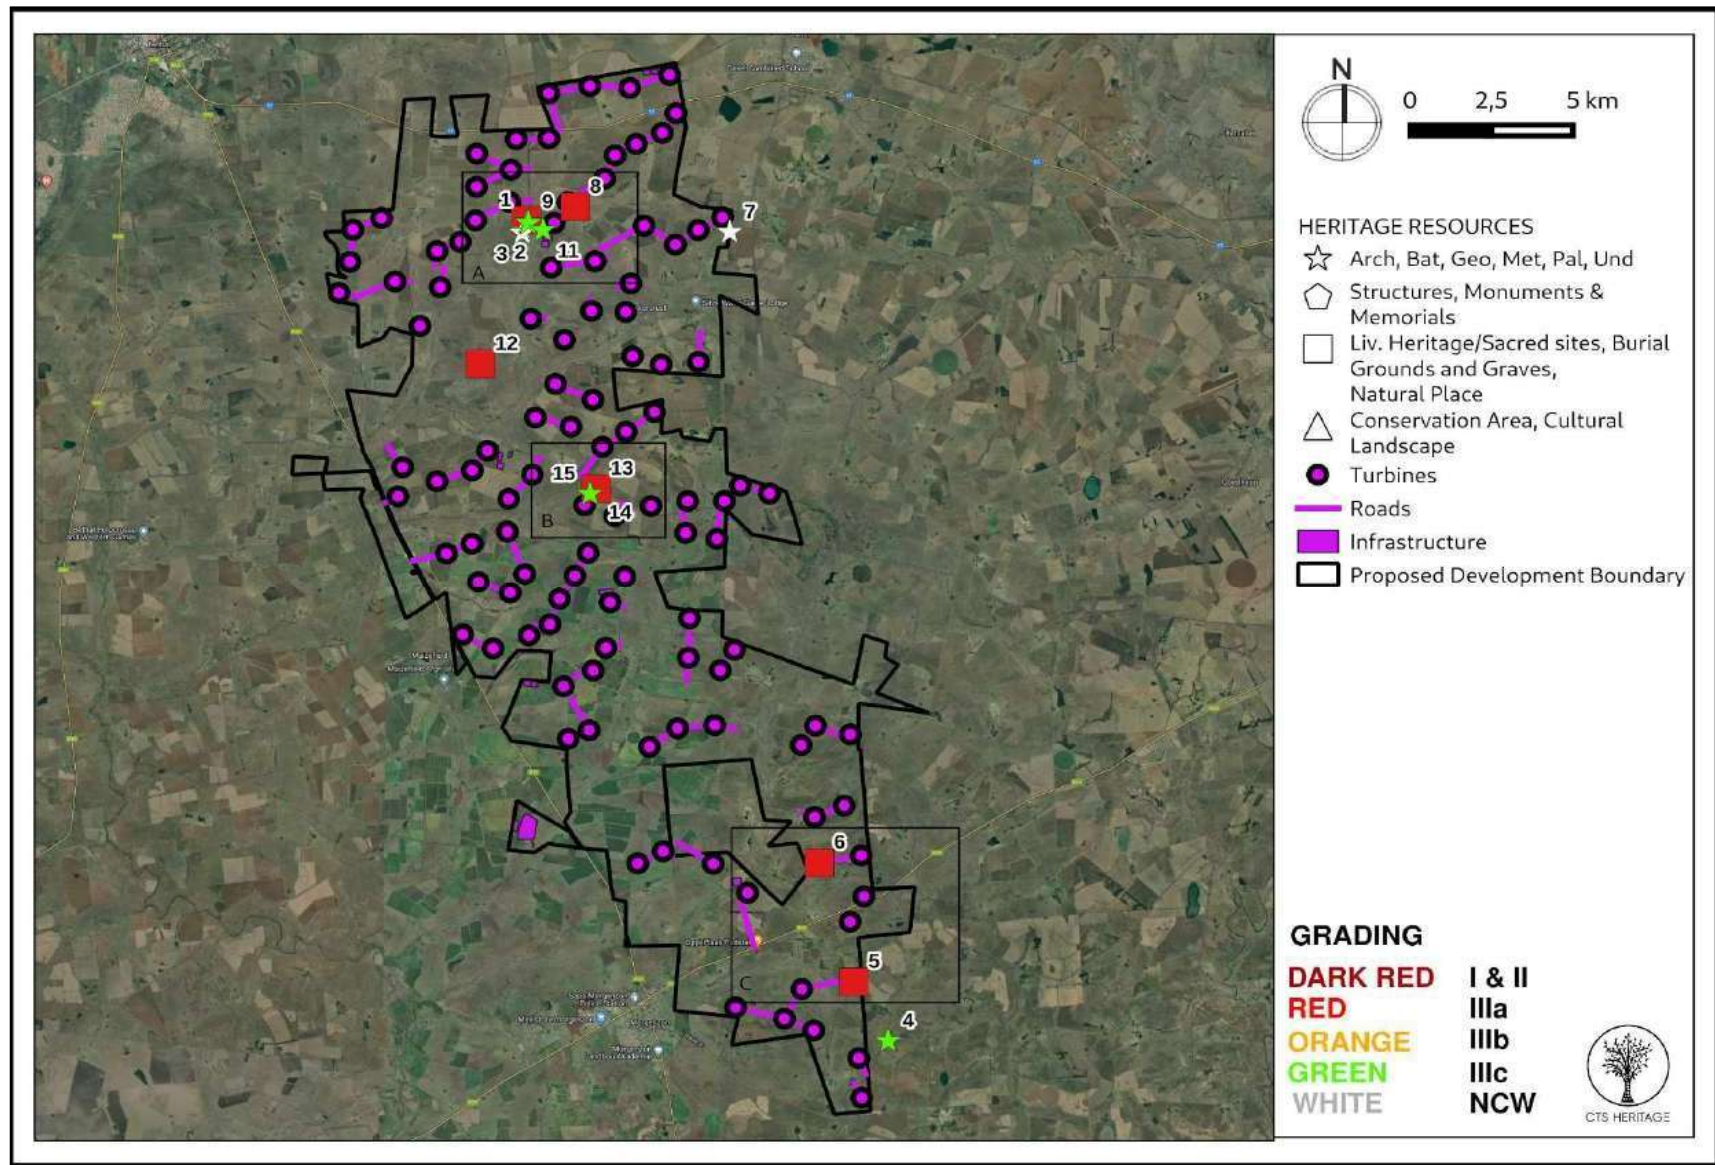 N
0 2,5 5 km
HERITAGE RESOURCES
Arch, Bat, Geo, Met, Pal, Und
Structures, Monuments &
Memorials
Liv. Heritage/Sacred sites, Burial
Grounds and Graves,
Natural Place
Conservation Area, Cultural
Landscape
Turbines
Roads
Infrastructure
Proposed Development Boundary
GRADING
DARK RED I & II
RED IIIa
ORANGE IIIb
GREEN IIIc
WHITE NCW
CTS HERITAGE
1 9 8
7
3 2 11
A
12
15 13
14
B
6
5
C
4